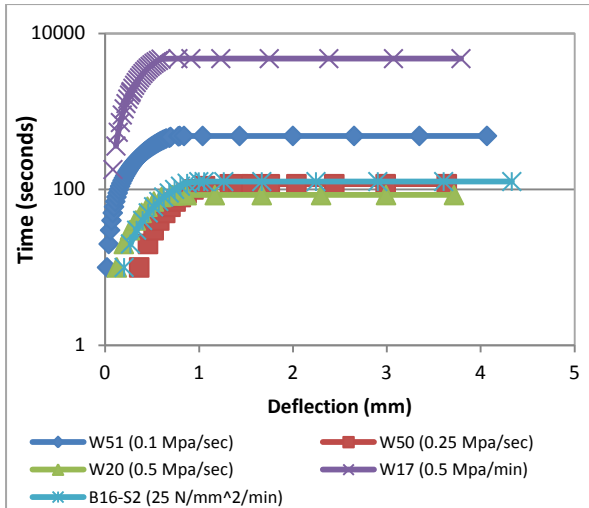 10000
100
1
Time (seconds)
0 1 2 3 4 5
Deflection (mm)
W51 (0.1 Mpa/sec) W50 (0.25 Mpa/sec)
W20 (0.5 Mpa/sec) W17 (0.5 Mpa/min)
B16-S2 (25 N/mm^2/min)